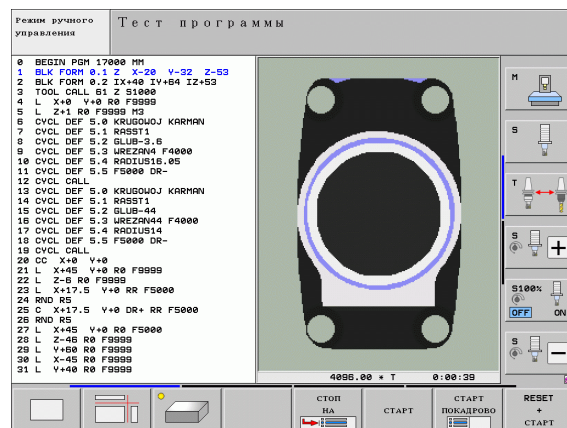 Режим ручного
управления
Тест программы
0 BEGIN PGM 17000 MM
1 BLK FORM 0.1 Z X-20 Y-32 Z-53
2 BLK FORM 0.2 IX+40 IY+64 IZ+53
3 TOOL CALL 61 Z S1000
4 L X+0 Y+0 R0 F9999
5 L Z+1 R0 F9999 M3
6 CYCL DEF 5.0 KRUGOWOJ KARMAN
7 CYCL DEF 5.1 RASST1
8 CYCL DEF 5.2 GLUB-3.6
9 CYCL DEF 5.3 WREZAN4 F4000
10 CYCL DEF 5.4 RADIUS16.05
11 CYCL DEF 5.5 F5000 DR-
12 CYCL CALL
13 CYCL DEF 5.0 KRUGOWOJ KARMAN
14 CYCL DEF 5.1 RASST1
15 CYCL DEF 5.2 GLUB-44
16 CYCL DEF 5.3 WREZAN44 F4000
17 CYCL DEF 5.4 RADIUS14
18 CYCL DEF 5.5 F5000 DR-
19 CYCL CALL
20 CC X+0 Y+0
21 L X+45 Y+0 R0 F9999
22 L Z-6 R0 F9999
23 L X+17.5 Y+0 RR F5000
24 RND R5
25 C X+17.5 Y+0 DR+ RR F5000
26 RND R5
27 L X+45 Y+0 R0 F5000
28 L Z-46 R0 F9999
29 L Y+60 R0 F9999
30 L X-45 R0 F9999
31 L Y+40 R0 F9999
4096.00 * T 0:00:39
M
S
T
S
+
S100%
OFF ON
S
–
СТОП
НА
СТАРТ
СТАРТ
ПОКАДРОВО
RESET
+
СТАРТ